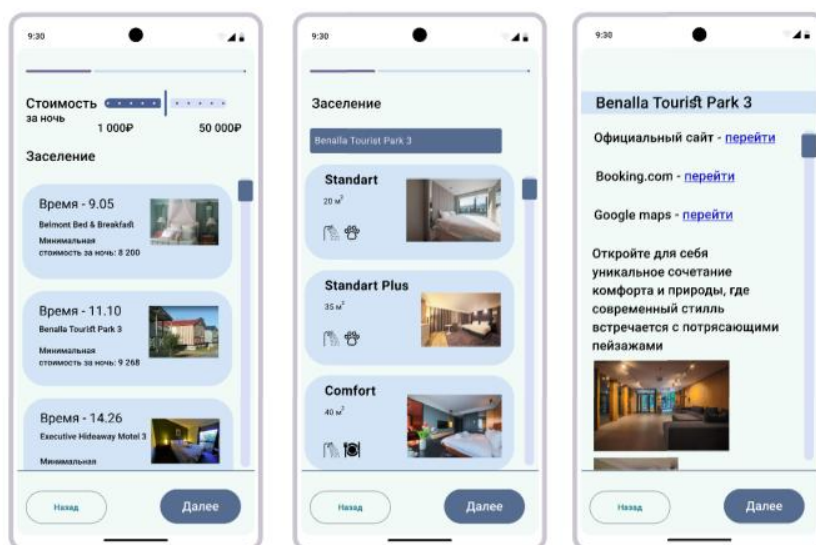 9:30
Стоимость
за ночь
1 000₽ 50 000₽
Заселение
Время - 9.05
Belmont Bed & Breakfast
Минимальная
стоимость за ночь: 8 200
Время - 11.10
Benalla Tourist Park 3
Минимальная
стоимость за ночь: 9 268
Время - 14.26
Executive Hideaway Motel 3
Минимальная
Назад Далее
9:30
Заселение
Benalla Tourist Park 3
Standart
20 м²
Standart Plus
35 м²
Comfort
40 м²
Назад Далее
9:30
Benalla Tourist Park 3
Официальный сайт - перейти
Booking.com - перейти
Google maps - перейти
Откройте для себя
уникальное сочетание
комфорта и природы, где
современный стилль
встречается с потрясающими
пейзажами
Назад Далее